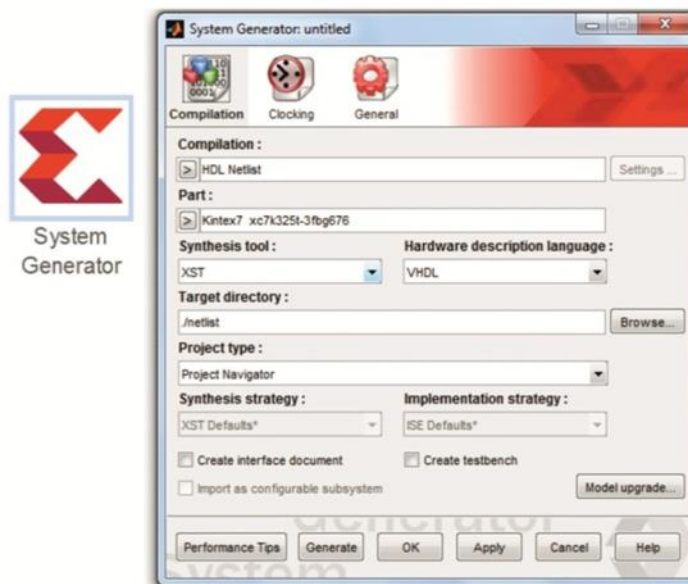 System Generator: untitled
Compilation
Clocking
General
Compilation :
> HDL Netlist
Settings ...
Part :
> Kintex7 xc7k325t-3fbg676
Synthesis tool :
Hardware description language :
XST
VHDL
Target directory :
./netlist
Browse...
Project type :
Project Navigator
Synthesis strategy :
Implementation strategy :
XST Defaults*
ISE Defaults*
Create interface document
Create testbench
Import as configurable subsystem
Model upgrade...
Performance Tips
Generate
OK
Apply
Cancel
Help
System
Generator
System
Generator